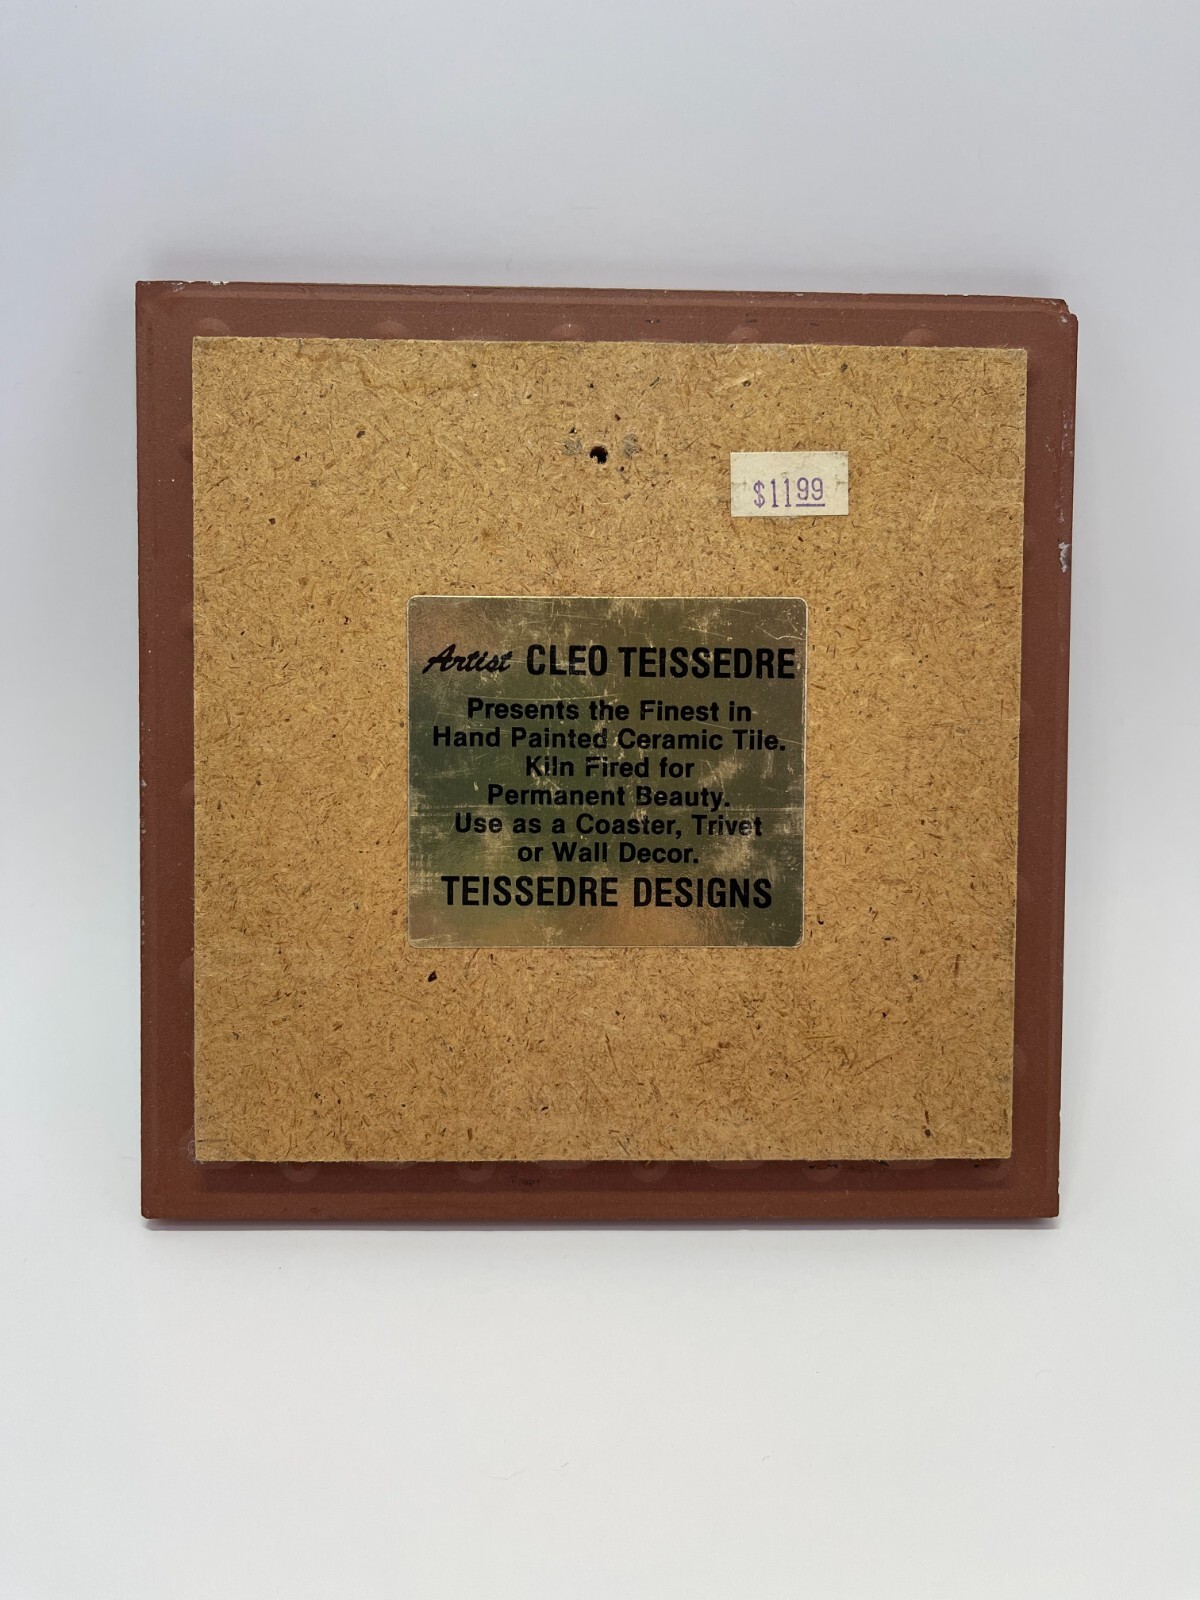 $11.99
Artist CLEO TEISSEDRE
Presents the Finest in
Hand Painted Ceramic Tile.
Kiln Fired for
Permanent Beauty.
Use as a Coaster, Trivet
or Wall Decor.
TEISSEDRE DESIGNS